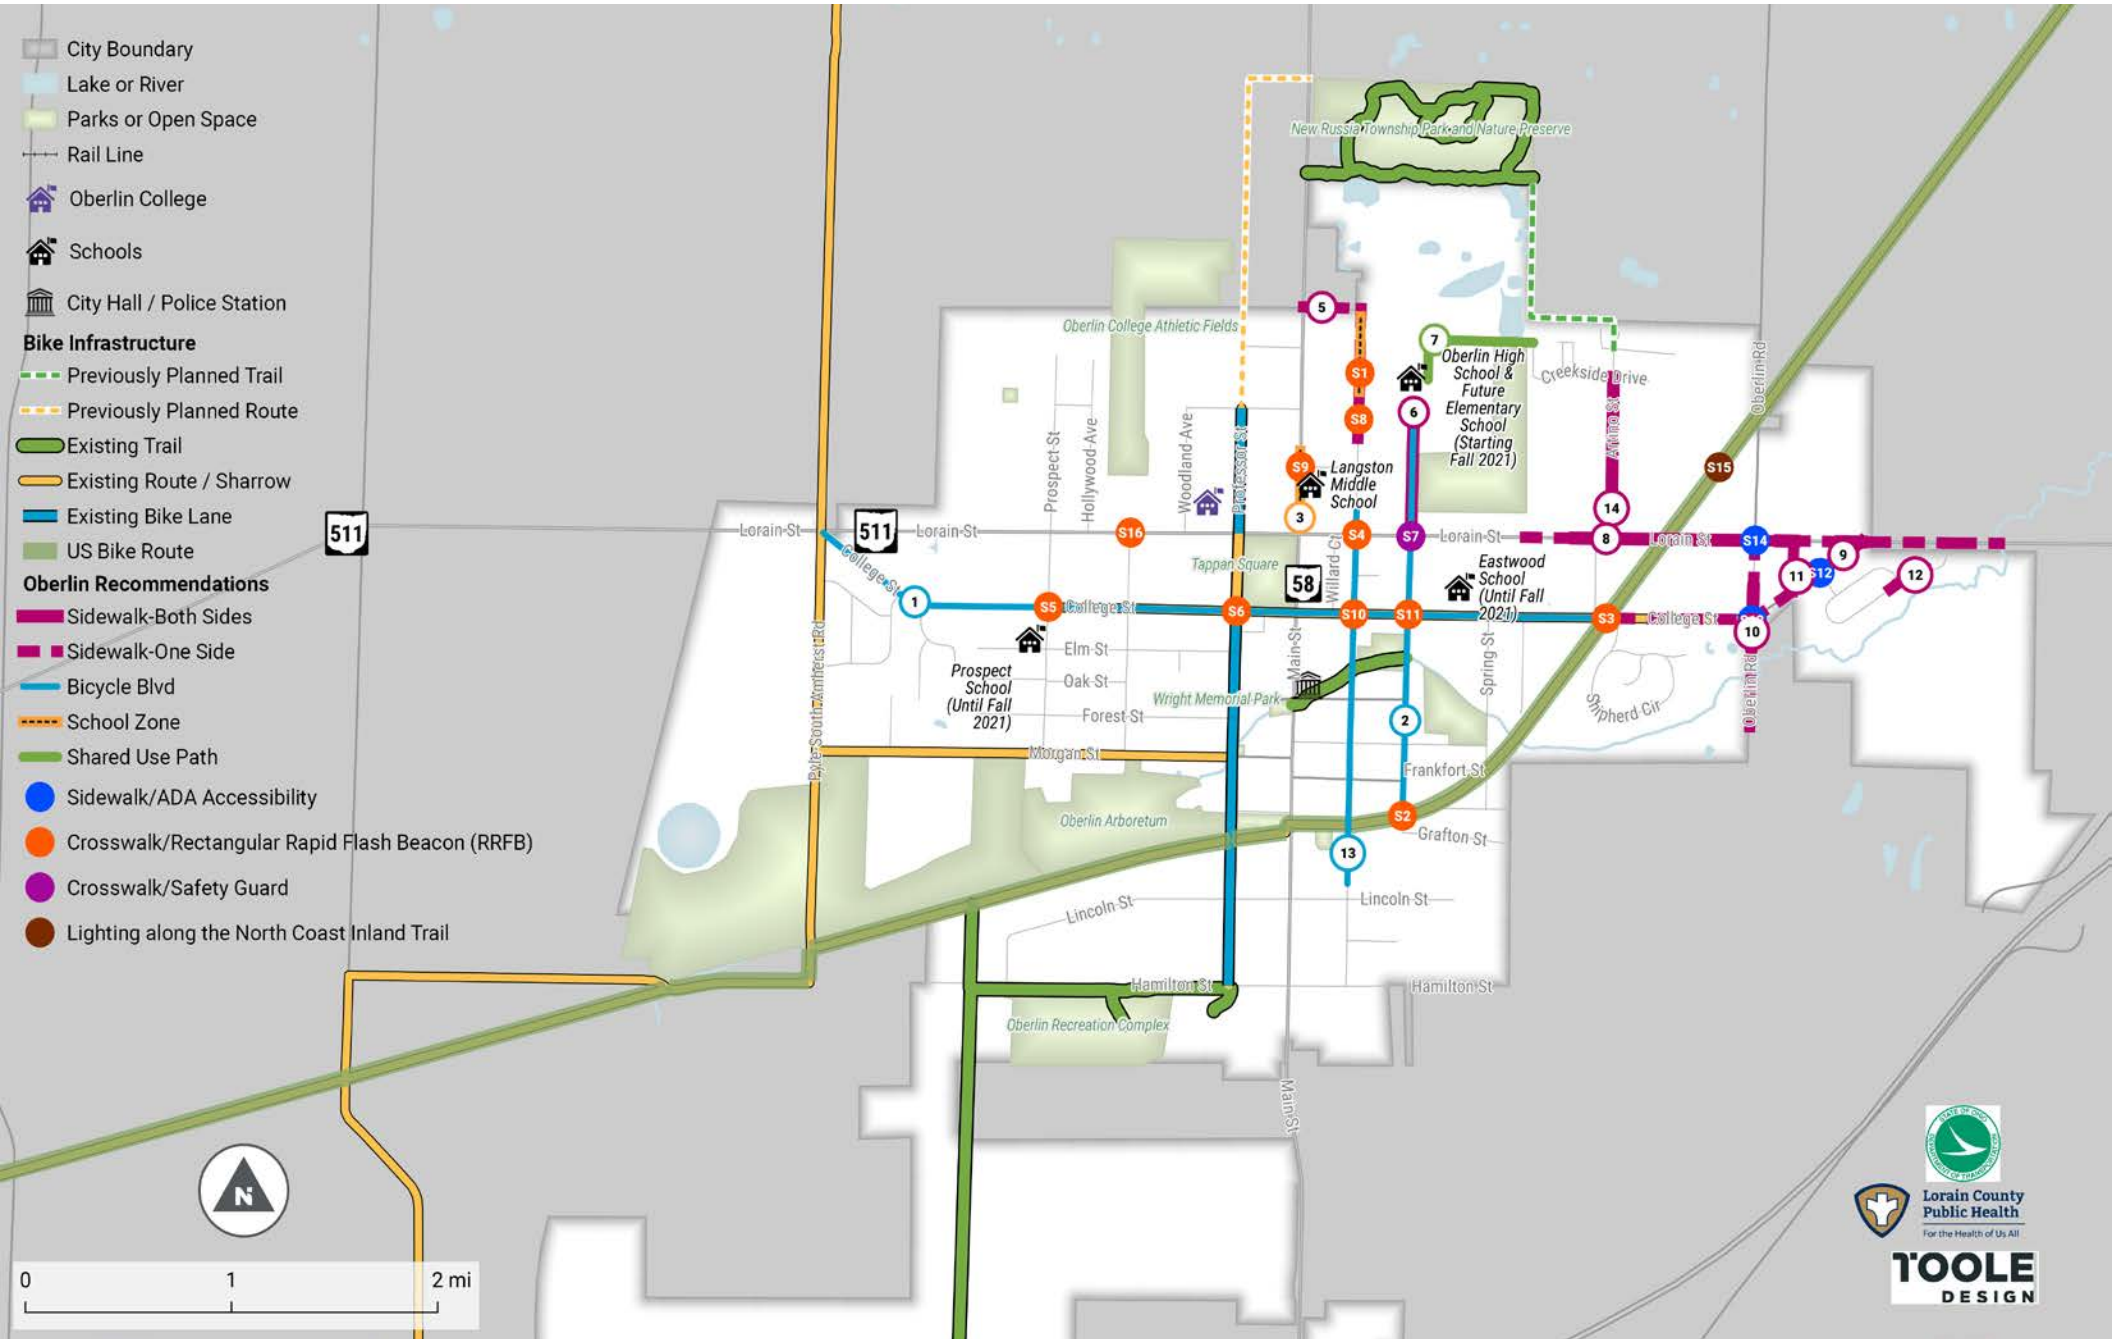 City Boundary
Lake or River
Parks or Open Space
Rail Line
Oberlin College
Schools
City Hall / Police Station
Bike Infrastructure
Previously Planned Trail
Previously Planned Route
Existing Trail
Existing Route / Sharrow
Existing Bike Lane
US Bike Route
Oberlin Recommendations
Sidewalk-Both Sides
Sidewalk-One Side
Bicycle Blvd
School Zone
Shared Use Path
Sidewalk/ADA Accessibility
Crosswalk/Rectangular Rapid Flash Beacon (RRFB)
Crosswalk/Safety Guard
Lighting along the North Coast Inland Trail
N
0 1 2 mi
New Russia Township Park and Nature Preserve
Oberlin College Athletic Fields
5
7
Oberlin High
School &
Future
Elementary
School
(Starting
Fall 2021)
Creekside Drive
Oberlin Rd
S1
6
S8
Prospect St
Hollywood Ave
Woodland Ave
Professor St
S9
Langston
Middle
School
3
Anna St
14
S15
511
Lorain St
511
Lorain St
S16
S4
S7
Lorain St
8
Lorain St
S14
9
11
S12
12
College St
Tappan Square
58
Willard Ct
Eastwood
School
(Until Fall
2021)
1
S5
College St
S6
S10
S11
S3
College St
10
Pyle South Amherst Rd
Elm St
Oak St
Forest St
Prospect
School
(Until Fall
2021)
Main St
Wright Memorial Park
2
Spring St
Shipherd Cir
Oberlin Rd
Morgan St
Frankfort St
Oberlin Arboretum
S2
Grafton St
13
Lincoln St
Lincoln St
Hamilton St
Hamilton St
Oberlin Recreation Complex
Main St
Lorain County
Public Health
For the Health of Us All
TOOLE
DESIGN